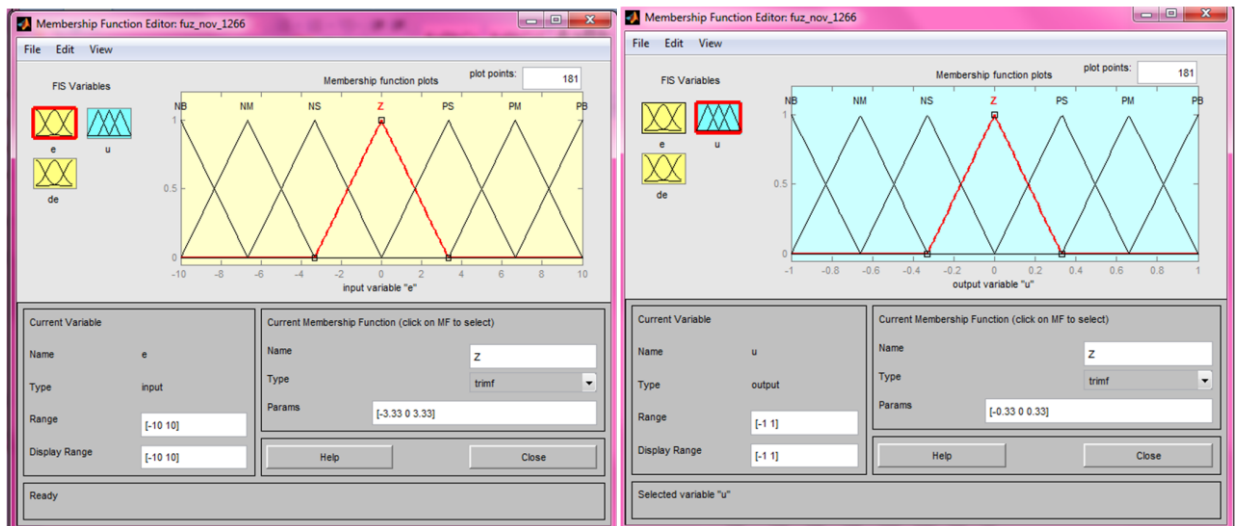 Membership Function Editor: fuz_nov_1266
File Edit View
FIS Variables
Membership function plots
plot points: 181
e
u
de
NB NM NS Z PS PM PB
1
0.5
0
-10 -8 -6 -4 -2 0 2 4 6 8 10
input variable "e"
Current Variable
Name e
Type input
Range [-10 10]
Display Range [-10 10]
Current Membership Function (click on MF to select)
Name Z
Type trimf
Params [-3.33 0 3.33]
Help Close
Ready
Membership Function Editor: fuz_nov_1266
File Edit View
FIS Variables
Membership function plots
plot points: 181
e
u
de
NB NM NS Z PS PM PB
1
0.5
0
-1 -0.8 -0.6 -0.4 -0.2 0 0.2 0.4 0.6 0.8 1
output variable "u"
Current Variable
Name u
Type output
Range [-1 1]
Display Range [-1 1]
Current Membership Function (click on MF to select)
Name Z
Type trimf
Params [-0.33 0 0.33]
Help Close
Selected variable "u"